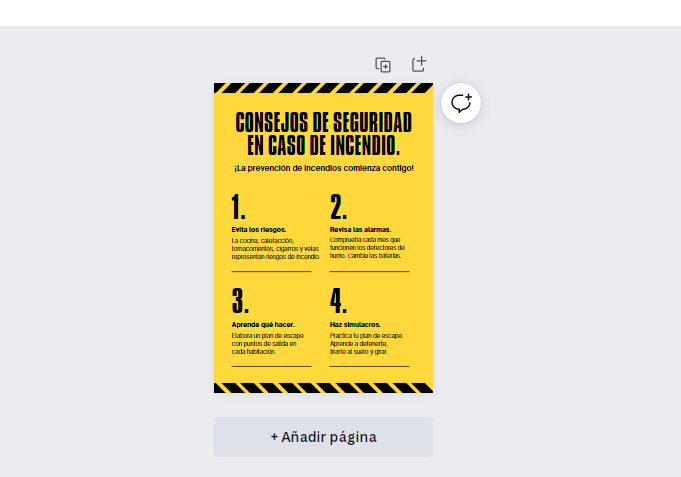 CONSEJOS DE SEGURIDAD
EN CASO DE INCENDIO.
¡La prevención de incendios comienza contigo!
1.
Evita los riesgos.
La cocina, calefacción,
tomacorrientes, cigarros y velas
representan riesgos de incendio.
2.
Revisa las alarmas.
Comprueba cada mes que
funcionen los detectores de
humo. Cambia las baterías.
3.
Aprende qué hacer.
Elabora un plan de escape
con puntos de salida en
cada habitación.
4.
Haz simulacros.
Practica tu plan de escape.
Aprende a detenerte,
tirarte al suelo y girar.
+ Añadir página